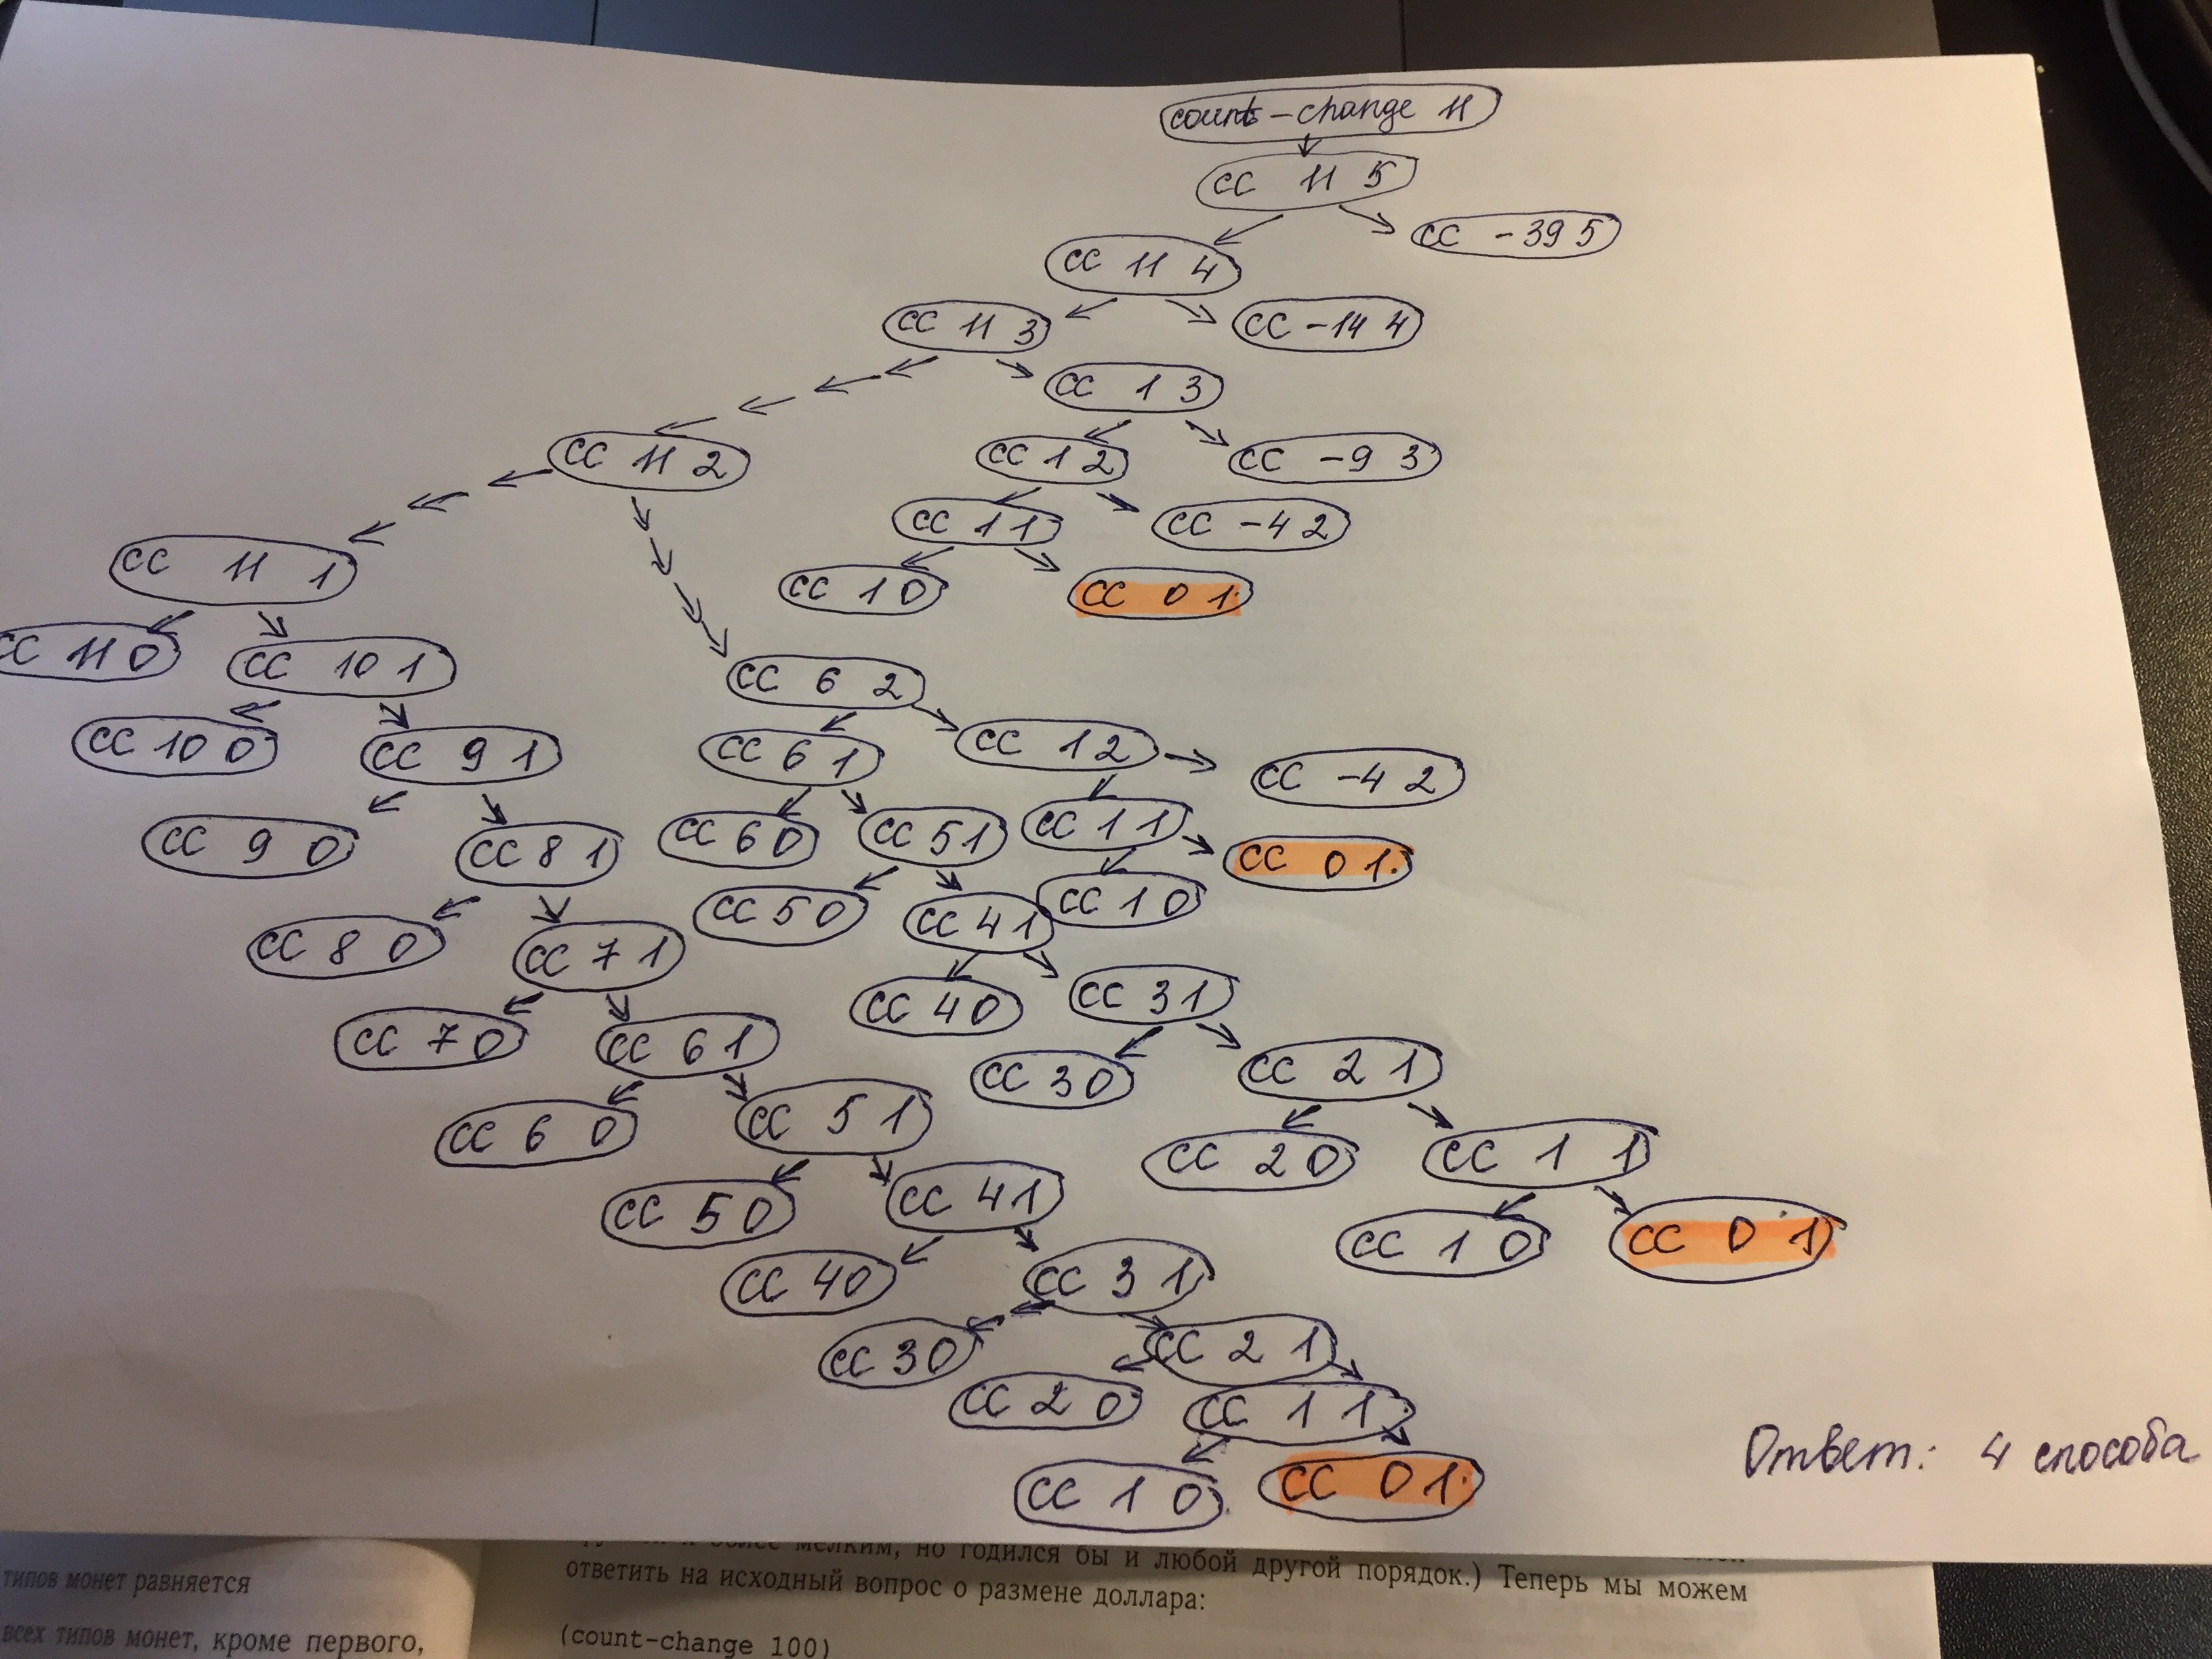 count-change 11
CC 11 5
CC 11 4 CC -39 5
CC 11 3 CC -14 4
CC 11 2 CC 1 3 CC -9 3
CC 11 1 CC 1 2 CC -4 2
CC 1 1
CC 1 0 CC 0 1
CC 11 0 CC 10 1 CC 6 2
CC 10 0 CC 9 1 CC 6 1 CC 1 2 CC -4 2
CC 9 0 CC 8 1 CC 6 0 CC 5 1 CC 1 1 CC 0 1
CC 8 0 CC 7 1 CC 5 0 CC 4 1 CC 1 0
CC 7 0 CC 6 1 CC 4 0 CC 3 1
CC 6 0 CC 5 1 CC 3 0 CC 2 1
CC 5 0 CC 4 1 CC 2 0 CC 1 1
CC 4 0 CC 3 1 CC 1 0 CC 0 1
CC 3 0 CC 2 1
CC 2 0 CC 1 1
CC 1 0 CC 0 1
Ответ: 4 способа
типов монет равняется
всех типов монет, кроме первого,
мелким, но годился бы и любой другой порядок.) Теперь мы можем
ответить на исходный вопрос о размене доллара:
(count-change 100)